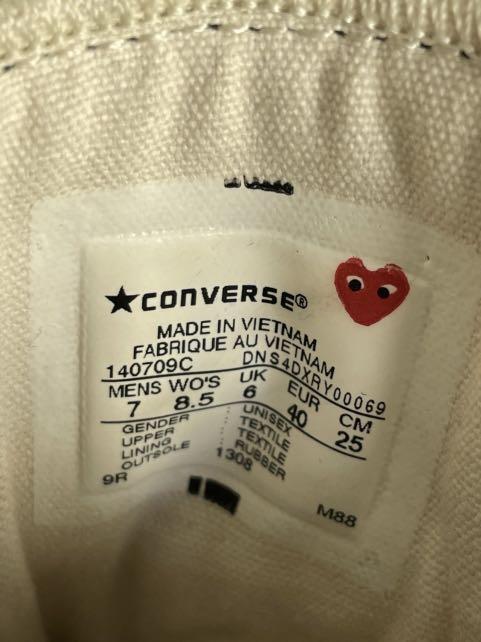 ★CONVERSE®
MADE IN VIETNAM
FABRIQUE AU VIETNAM
140709C DNS4DXRY00069
MENS WO'S UK EUR CM
7 8.5 6 40 25
GENDER : UNISEX
UPPER : TEXTILE
LINING : TEXTILE
OUTSOLE : RUBBER
1308
9R M88